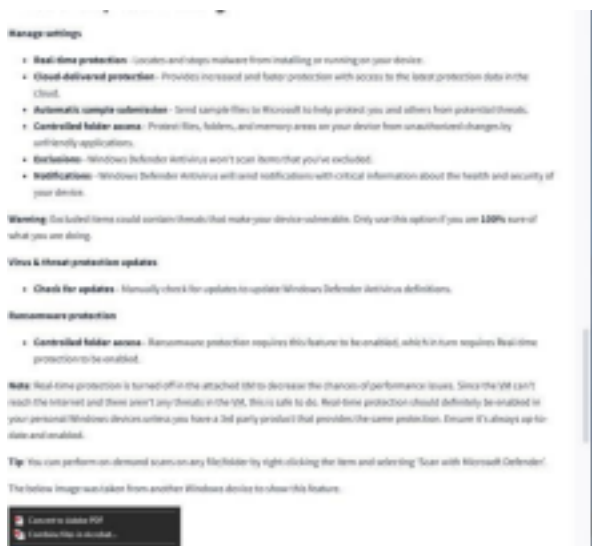 Manage settings
Real-time protection - Locates and stops malware from installing or running on your device.
Cloud-delivered protection - Provides increased and faster protection with access to the latest protection data in the
cloud.
Automatic sample submission - Send sample files to Microsoft to help protect you and others from potential threats.
Controlled folder access - Protect files, folders, and memory areas on your device from unauthorized changes by
unfriendly applications.
Exclusions - Windows Defender Antivirus won't scan items that you've excluded.
Notifications - Windows Defender Antivirus will send notifications with critical information about the health and security of
your device.
Warning: Excluded items could contain threats that make your device vulnerable. Only use this option if you are 100% sure of
what you are doing.
Virus & threat protection updates
Check for updates - Manually check for updates to update Windows Defender Antivirus definitions.
Ransomware protection
Controlled folder access - Ransomware protection requires this feature to be enabled, which in turn requires Real-time
protection to be enabled.
Note: Real-time protection is turned off in the attached VM to decrease the chances of performance issues. Since the VM can't
reach the Internet and there aren't any threats in the VM, this is safe to do. Real-time protection should definitely be enabled in
your personal Windows devices unless you have a 3rd party product that provides the same protection. Ensure it's always up-to-
date and enabled.
Tip: You can perform on-demand scans on any file/folder by right-clicking the item and selecting 'Scan with Microsoft Defender'.
The below image was taken from another Windows device to show this feature.
Convert to Adobe PDF
Combine files in Acrobat...